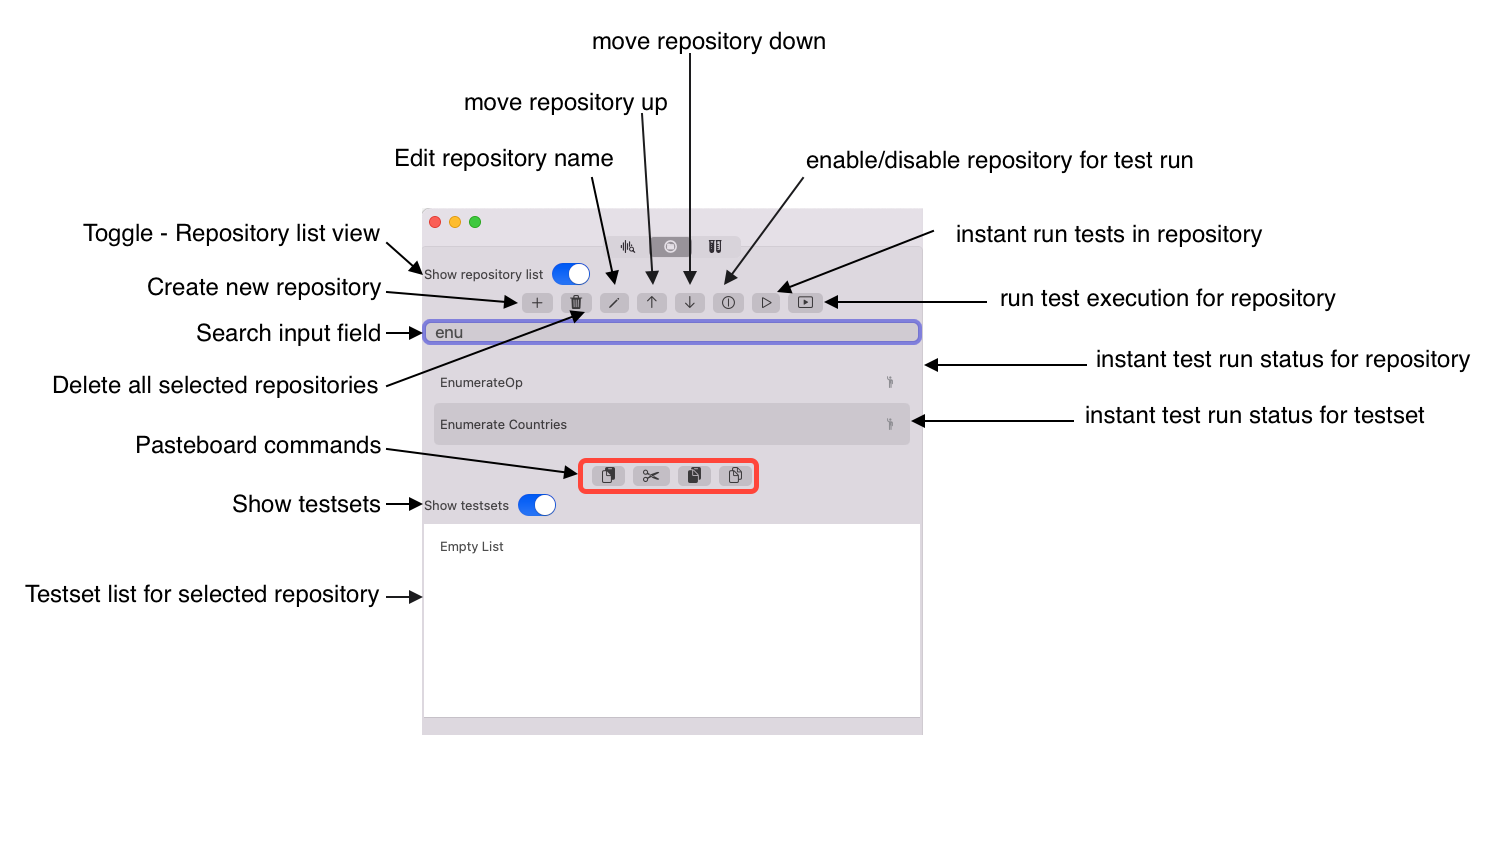 move repository down
move repository up
Edit repository name
enable/disable repository for test run
Toggle - Repository list view
instant run tests in repository
Show repository list
Create new repository
run test execution for repository
Search input field
enu
instant test run status for repository
Delete all selected repositories
EnumerateOp
instant test run status for testset
Enumerate Countries
Pasteboard commands
Show testsets
Show testsets
Empty List
Testset list for selected repository